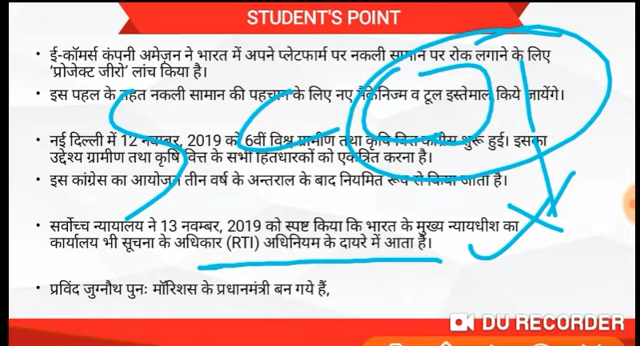 STUDENT'S POINT
• ई-कॉमर्स कंपनी अमेज़न ने भारत में अपने प्लेटफार्म पर नकली सामान पर रोक लगाने के लिए
'प्रोजेक्ट जीरो' लांच किया है।
• इस पहल के तहत नकली सामान की पहचान के लिए नए मैकेनिज्म व टूल इस्तेमाल किये जायेंगे।
• नई दिल्ली में 12 नवम्बर, 2019 को 6वीं विश्व ग्रामीण तथा कृषि वित्त कांग्रेस शुरू हुई। इसका
उद्देश्य ग्रामीण तथा कृषि वित्त के सभी हितधारकों को एकत्रित करना है।
• इस कांग्रेस का आयोजन तीन वर्ष के अन्तराल के बाद नियमित रूप से किया जाता है।
• सर्वोच्च न्यायालय ने 13 नवम्बर, 2019 को स्पष्ट किया कि भारत के मुख्य न्यायधीश का
कार्यालय भी सूचना के अधिकार (RTI) अधिनियम के दायरे में आता है।
• प्रविंद जुग्नौथ पुनः मॉरिशस के प्रधानमंत्री बन गये हैं,
DU RECORDER